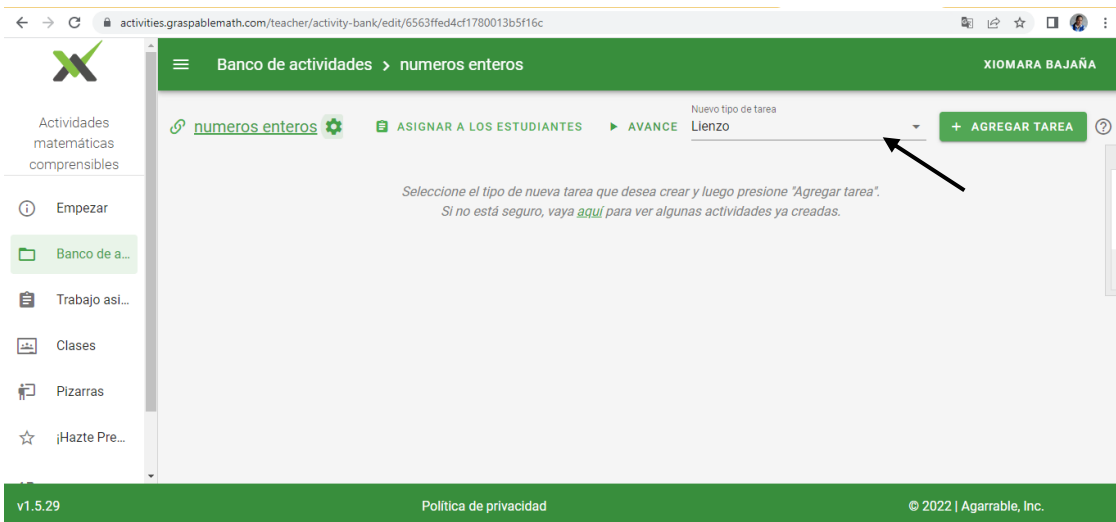 activities.graspablemath.com/teacher/activity-bank/edit/6563ffed4cf1780013b5f16c
Banco de actividades > numeros enteros
XIOMARA BAJAÑA
Actividades
matemáticas
comprensibles
numeros enteros
ASIGNAR A LOS ESTUDIANTES
AVANCE
Nuevo tipo de tarea
Lienzo
+ AGREGAR TAREA
Seleccione el tipo de nueva tarea que desea crear y luego presione "Agregar tarea".
Si no está seguro, vaya aquí para ver algunas actividades ya creadas.
Empezar
Banco de a...
Trabajo asi...
Clases
Pizarras
¡Hazte Pre...
v1.5.29
Política de privacidad
© 2022 | Agarrable, Inc.